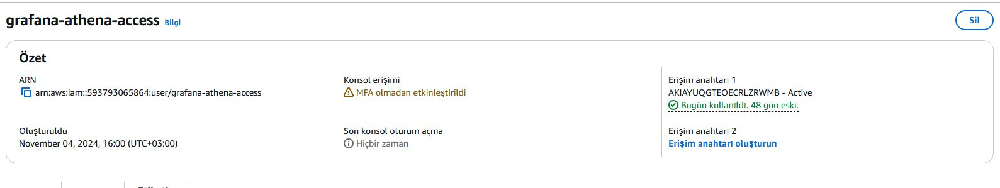 grafana-athena-access Bilgi
Sil
Özet
ARN
arn:aws:iam::593793065864:user/grafana-athena-access
Konsol erişimi
MFA olmadan etkinleştirildi
Erişim anahtarı 1
AKIAYUQGTEOECRLZRWMB - Active
Bugün kullanıldı. 48 gün eski.
Oluşturuldu
November 04, 2024, 16:00 (UTC+03:00)
Son konsol oturum açma
Hiçbir zaman
Erişim anahtarı 2
Erişim anahtarı oluşturun